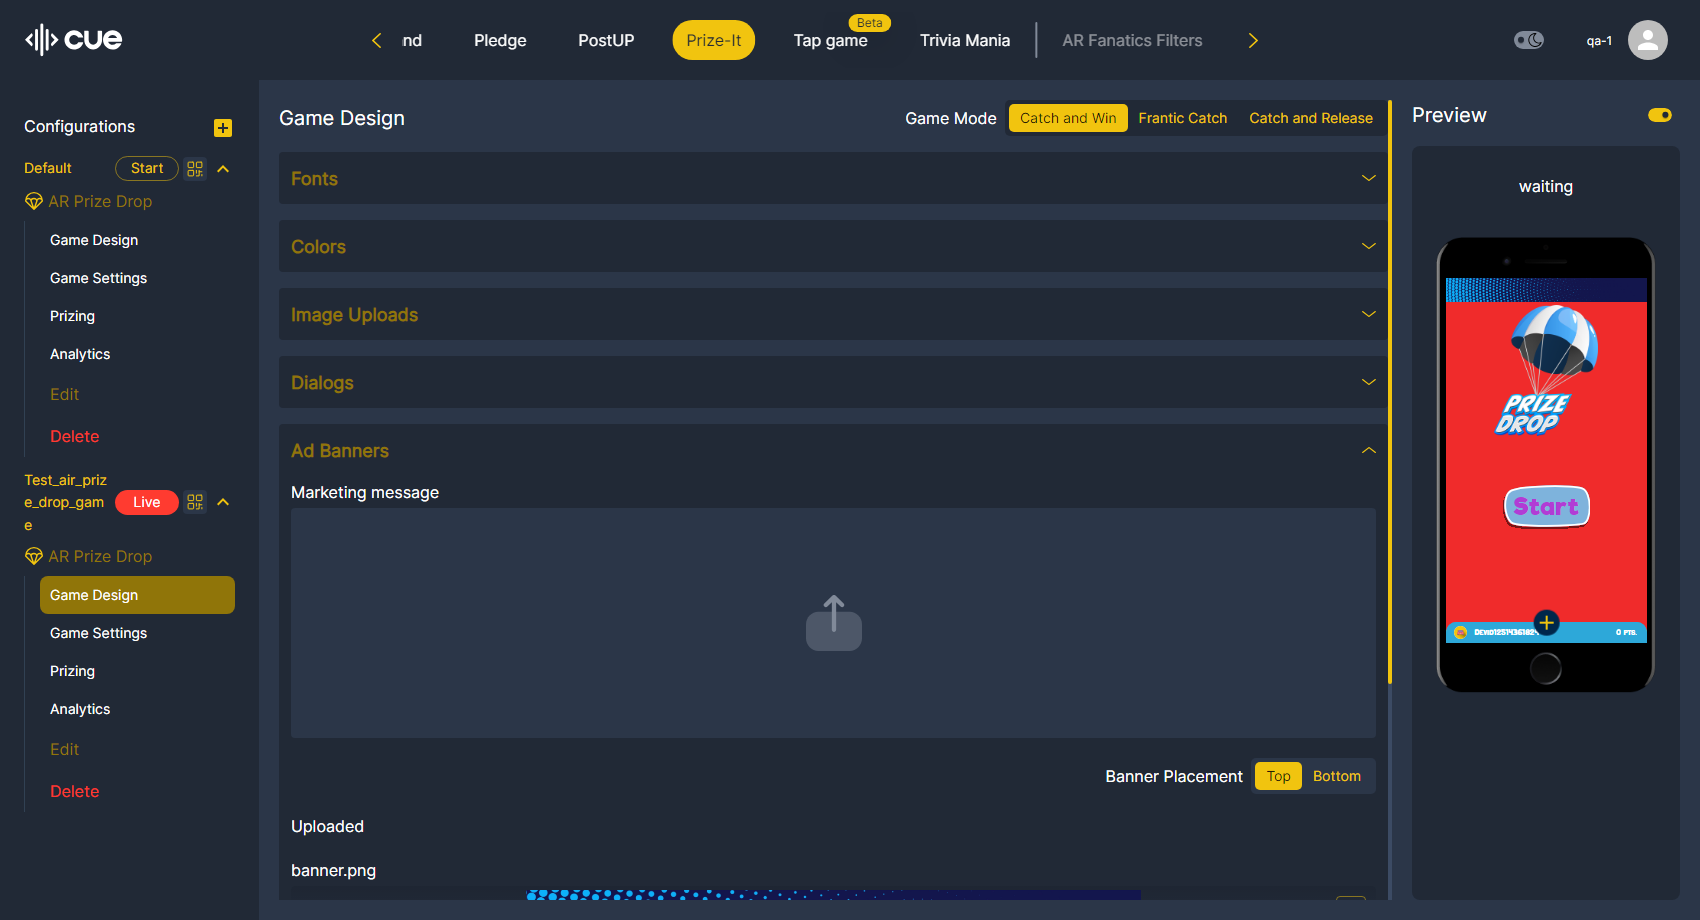 cue
nd
Pledge
PostUP
Prize-It
Beta
Tap game
Trivia Mania
AR Fanatics Filters
qa-1
Configurations
Default
Start
AR Prize Drop
Game Design
Game Settings
Prizing
Analytics
Edit
Delete
Test_air_priz
e_drop_gam
e
Live
AR Prize Drop
Game Design
Game Settings
Prizing
Analytics
Edit
Delete
Game Design
Game Mode
Catch and Win
Frantic Catch
Catch and Release
Fonts
Colors
Image Uploads
Dialogs
Ad Banners
Marketing message
Banner Placement
Top
Bottom
Uploaded
banner.png
Preview
waiting
PRIZE
DROP
Start
0 PTS.